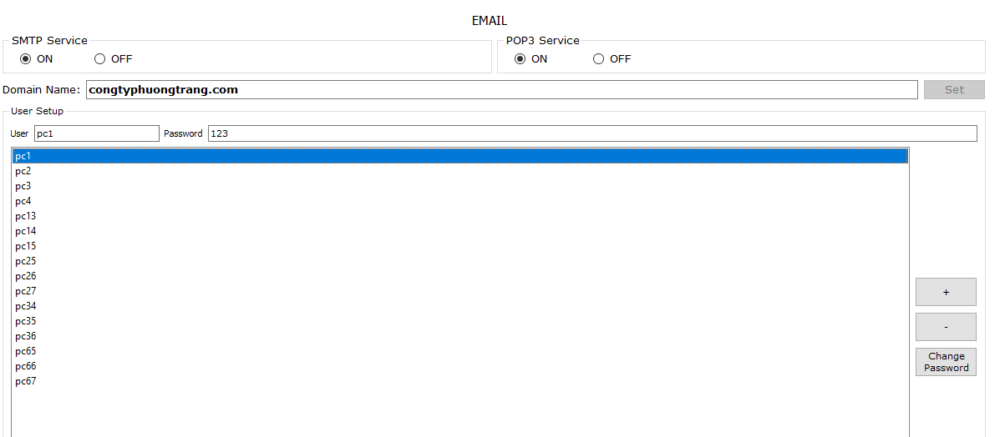 EMAIL
SMTP Service
POP3 Service
ON OFF
ON OFF
Domain Name: congtyphuongtrang.com Set
User Setup
User pc1 Password 123
pc1
pc2
pc3
pc4
pc13
pc14
pc15
pc25
pc26
pc27
pc34
pc35
pc36
pc65
pc66
pc67
+
-
Change
Password